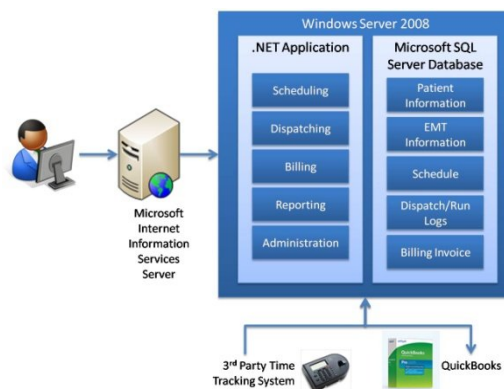 Windows Server 2008
.NET Application
Microsoft SQL
Server Database
Scheduling
Dispatching
Billing
Reporting
Administration
Patient
Information
EMT
Information
Schedule
Dispatch/Run
Logs
Billing Invoice
Microsoft
Internet
Information
Services
Server
3rd Party Time
Tracking System
QuickBooks
QuickBooks